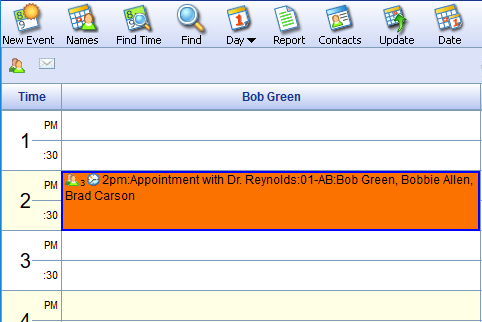 New Event Names Find Time Find Day Report Contacts Update Date
Time Bob Green
1 PM
:30
2 PM 3 2pm:Appointment with Dr. Reynolds:01-AB:Bob Green, Bobbie Allen,
:30 Brad Carson
3 PM
:30
4 PM